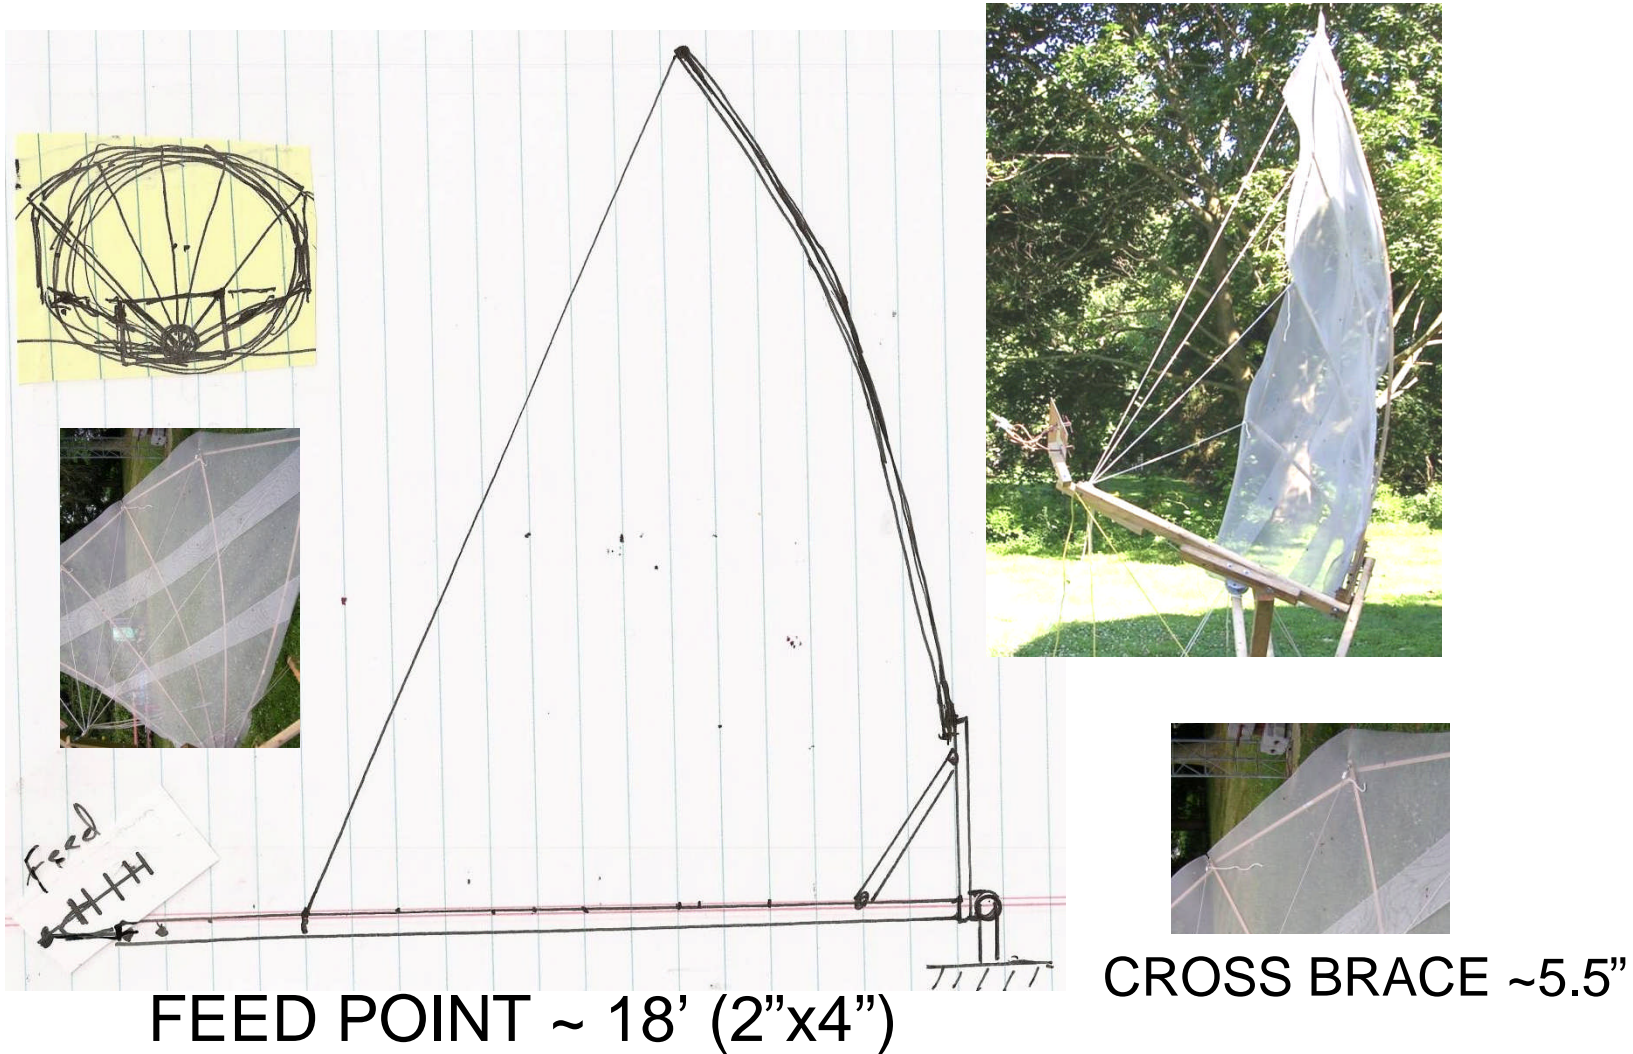 Feed
FEED POINT ~ 18’ (2”x4”)
CROSS BRACE ~5.5”